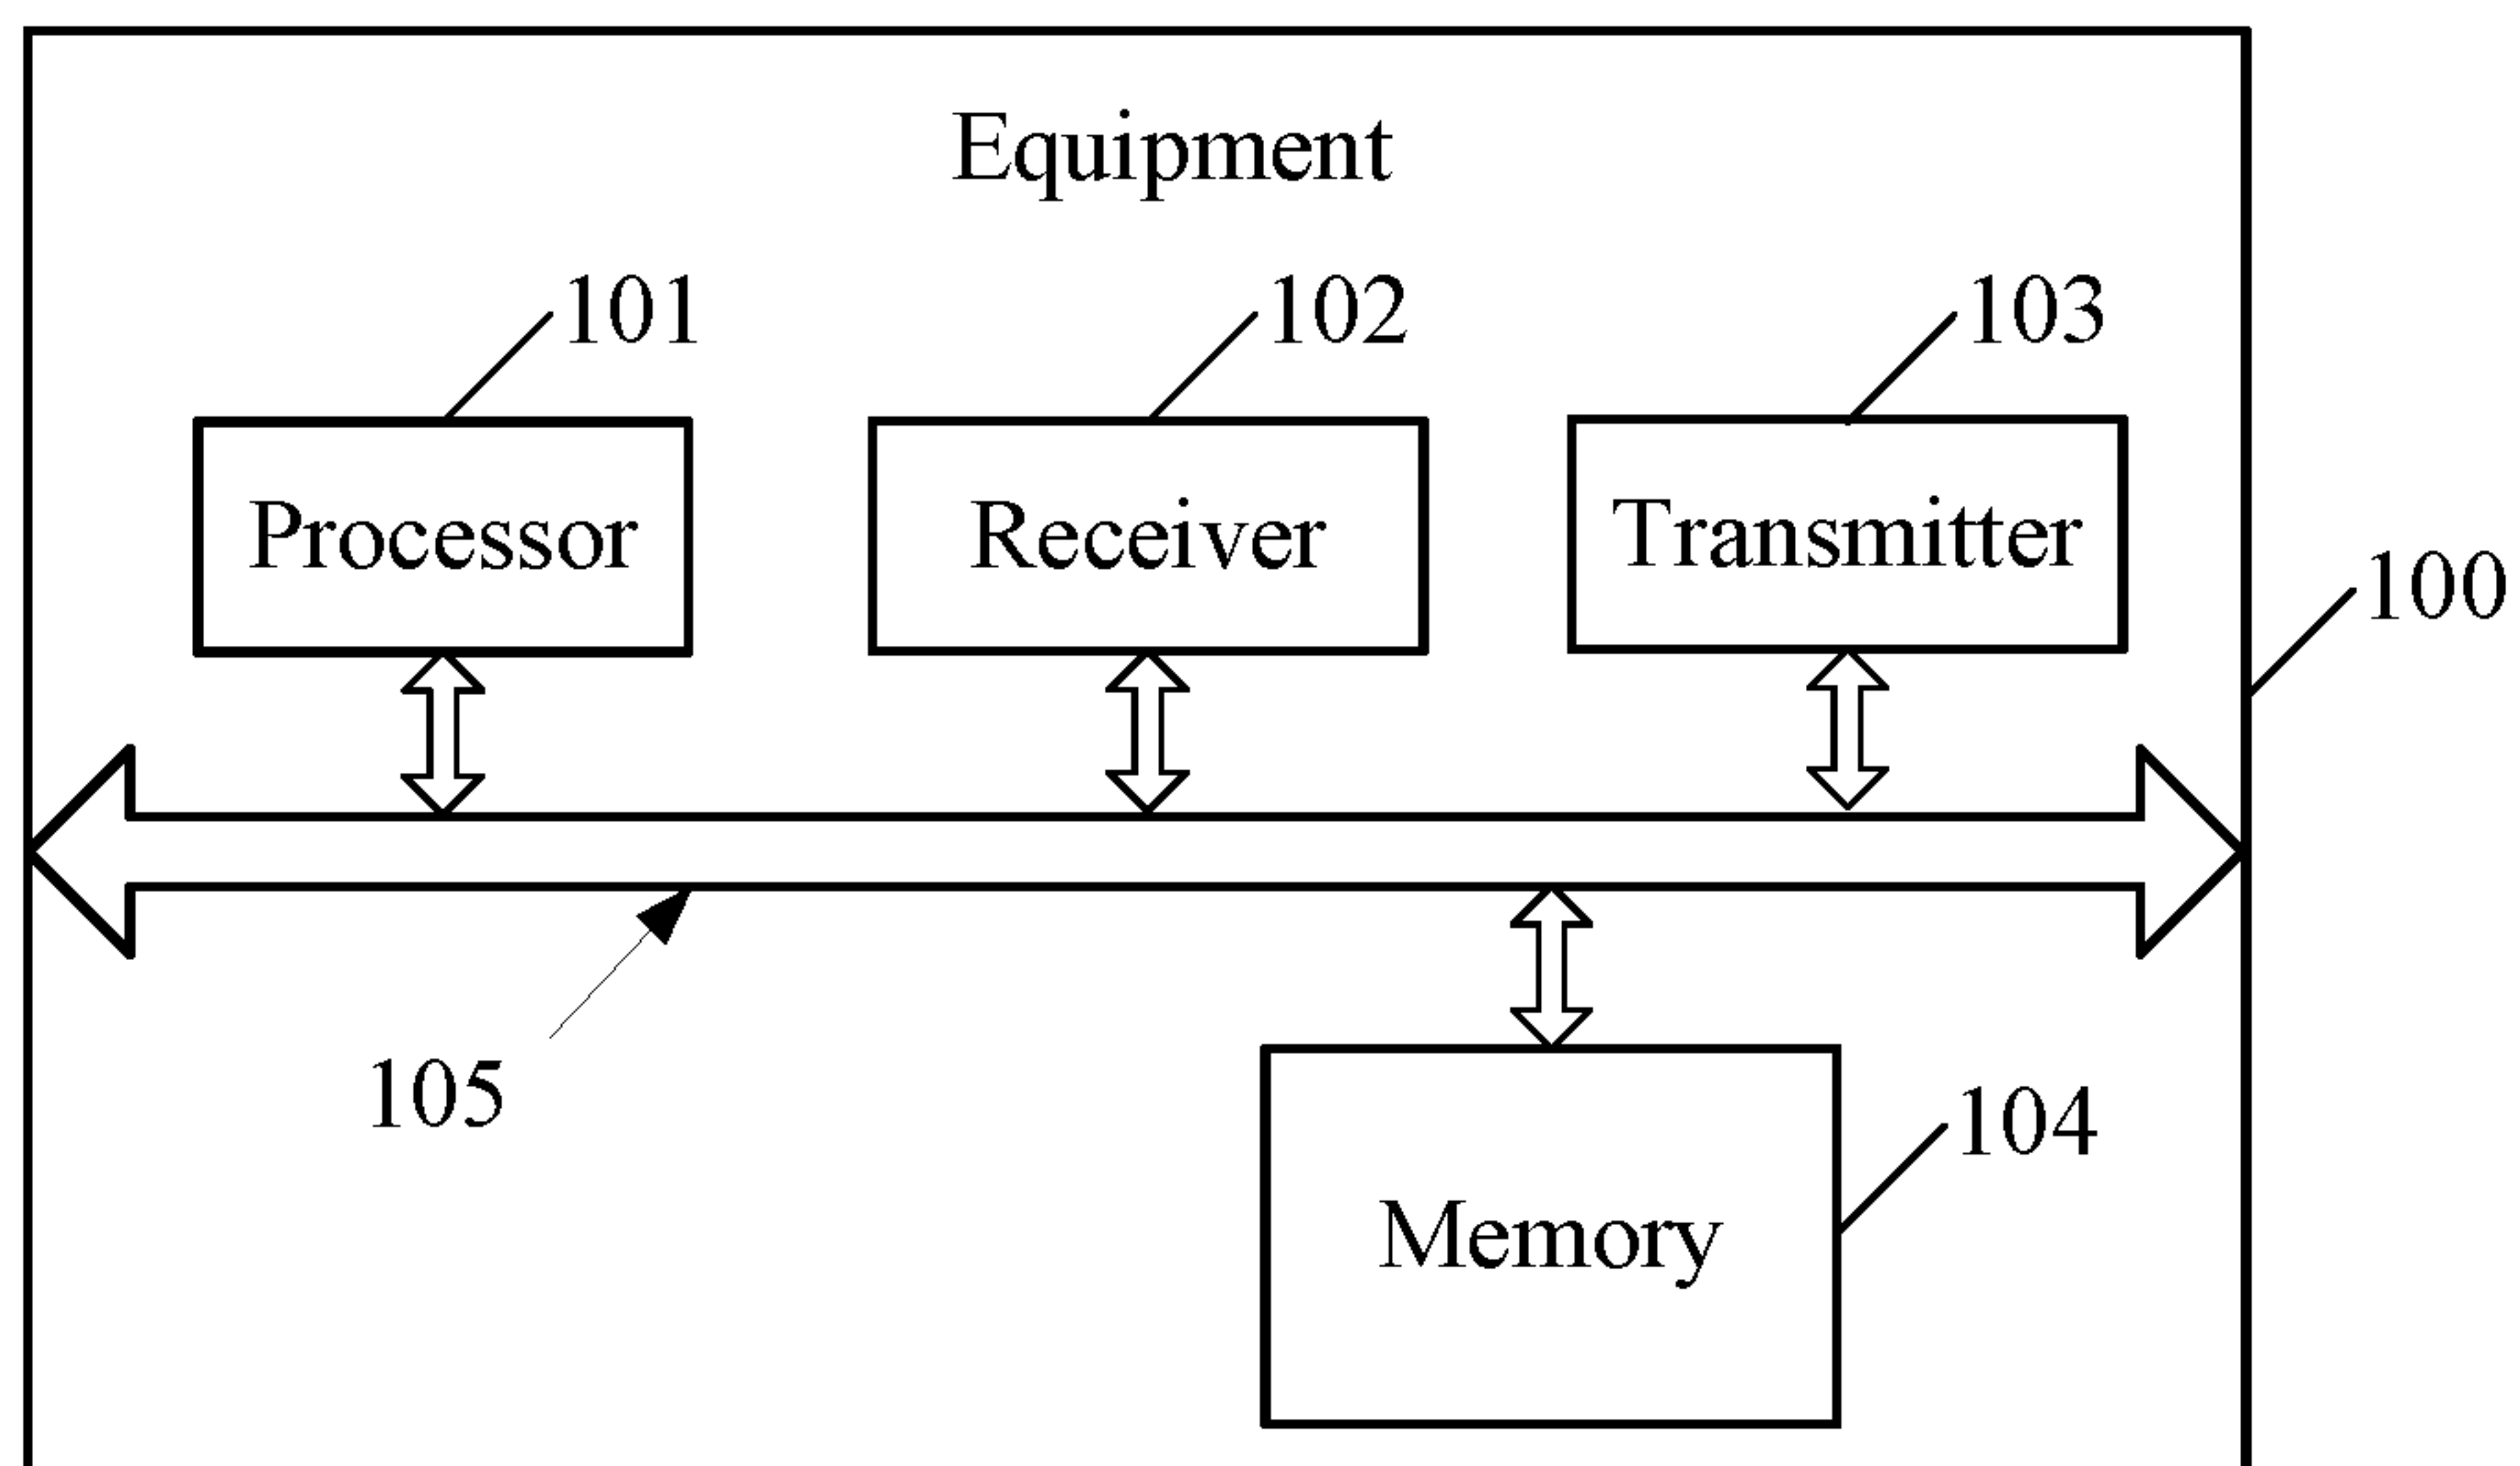 Equipment
101
102
103
Processor
Receiver
Transmitter
100
105
104
Memory